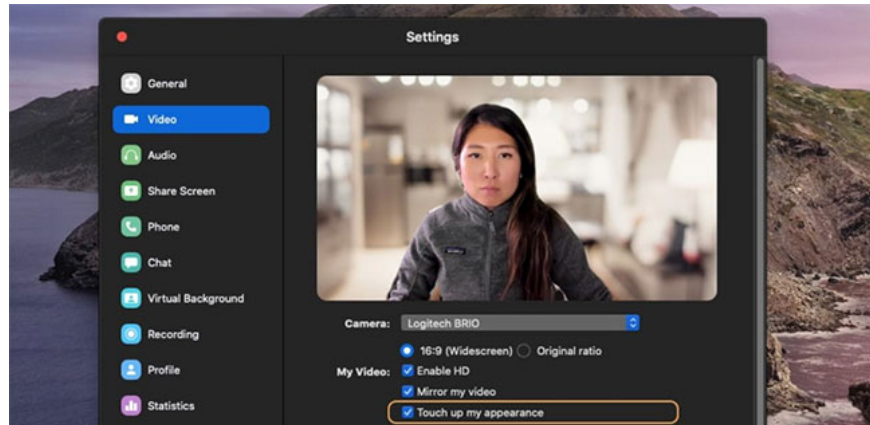 Settings
General
Video
Audio
Share Screen
Phone
Chat
Virtual Background
Recording
Profile
Statistics
Camera: Logitech BRIO
16:9 (Widescreen) Original ratio
My Video: Enable HD
Mirror my video
Touch up my appearance